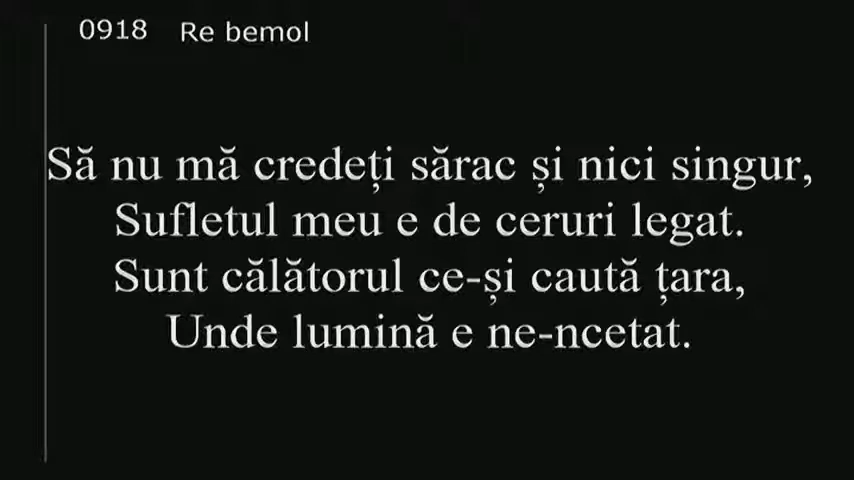 0918 Re bemol
Să nu mă credeți sărac și nici singur,
Sufletul meu e de ceruri legat.
Sunt călătorul ce-și caută țara,
Unde lumină e ne-ncetat.